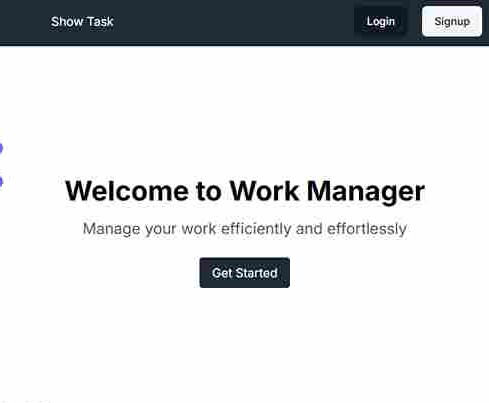 Show Task
Login
Signup
Welcome to Work Manager
Manage your work efficiently and effortlessly
Get Started